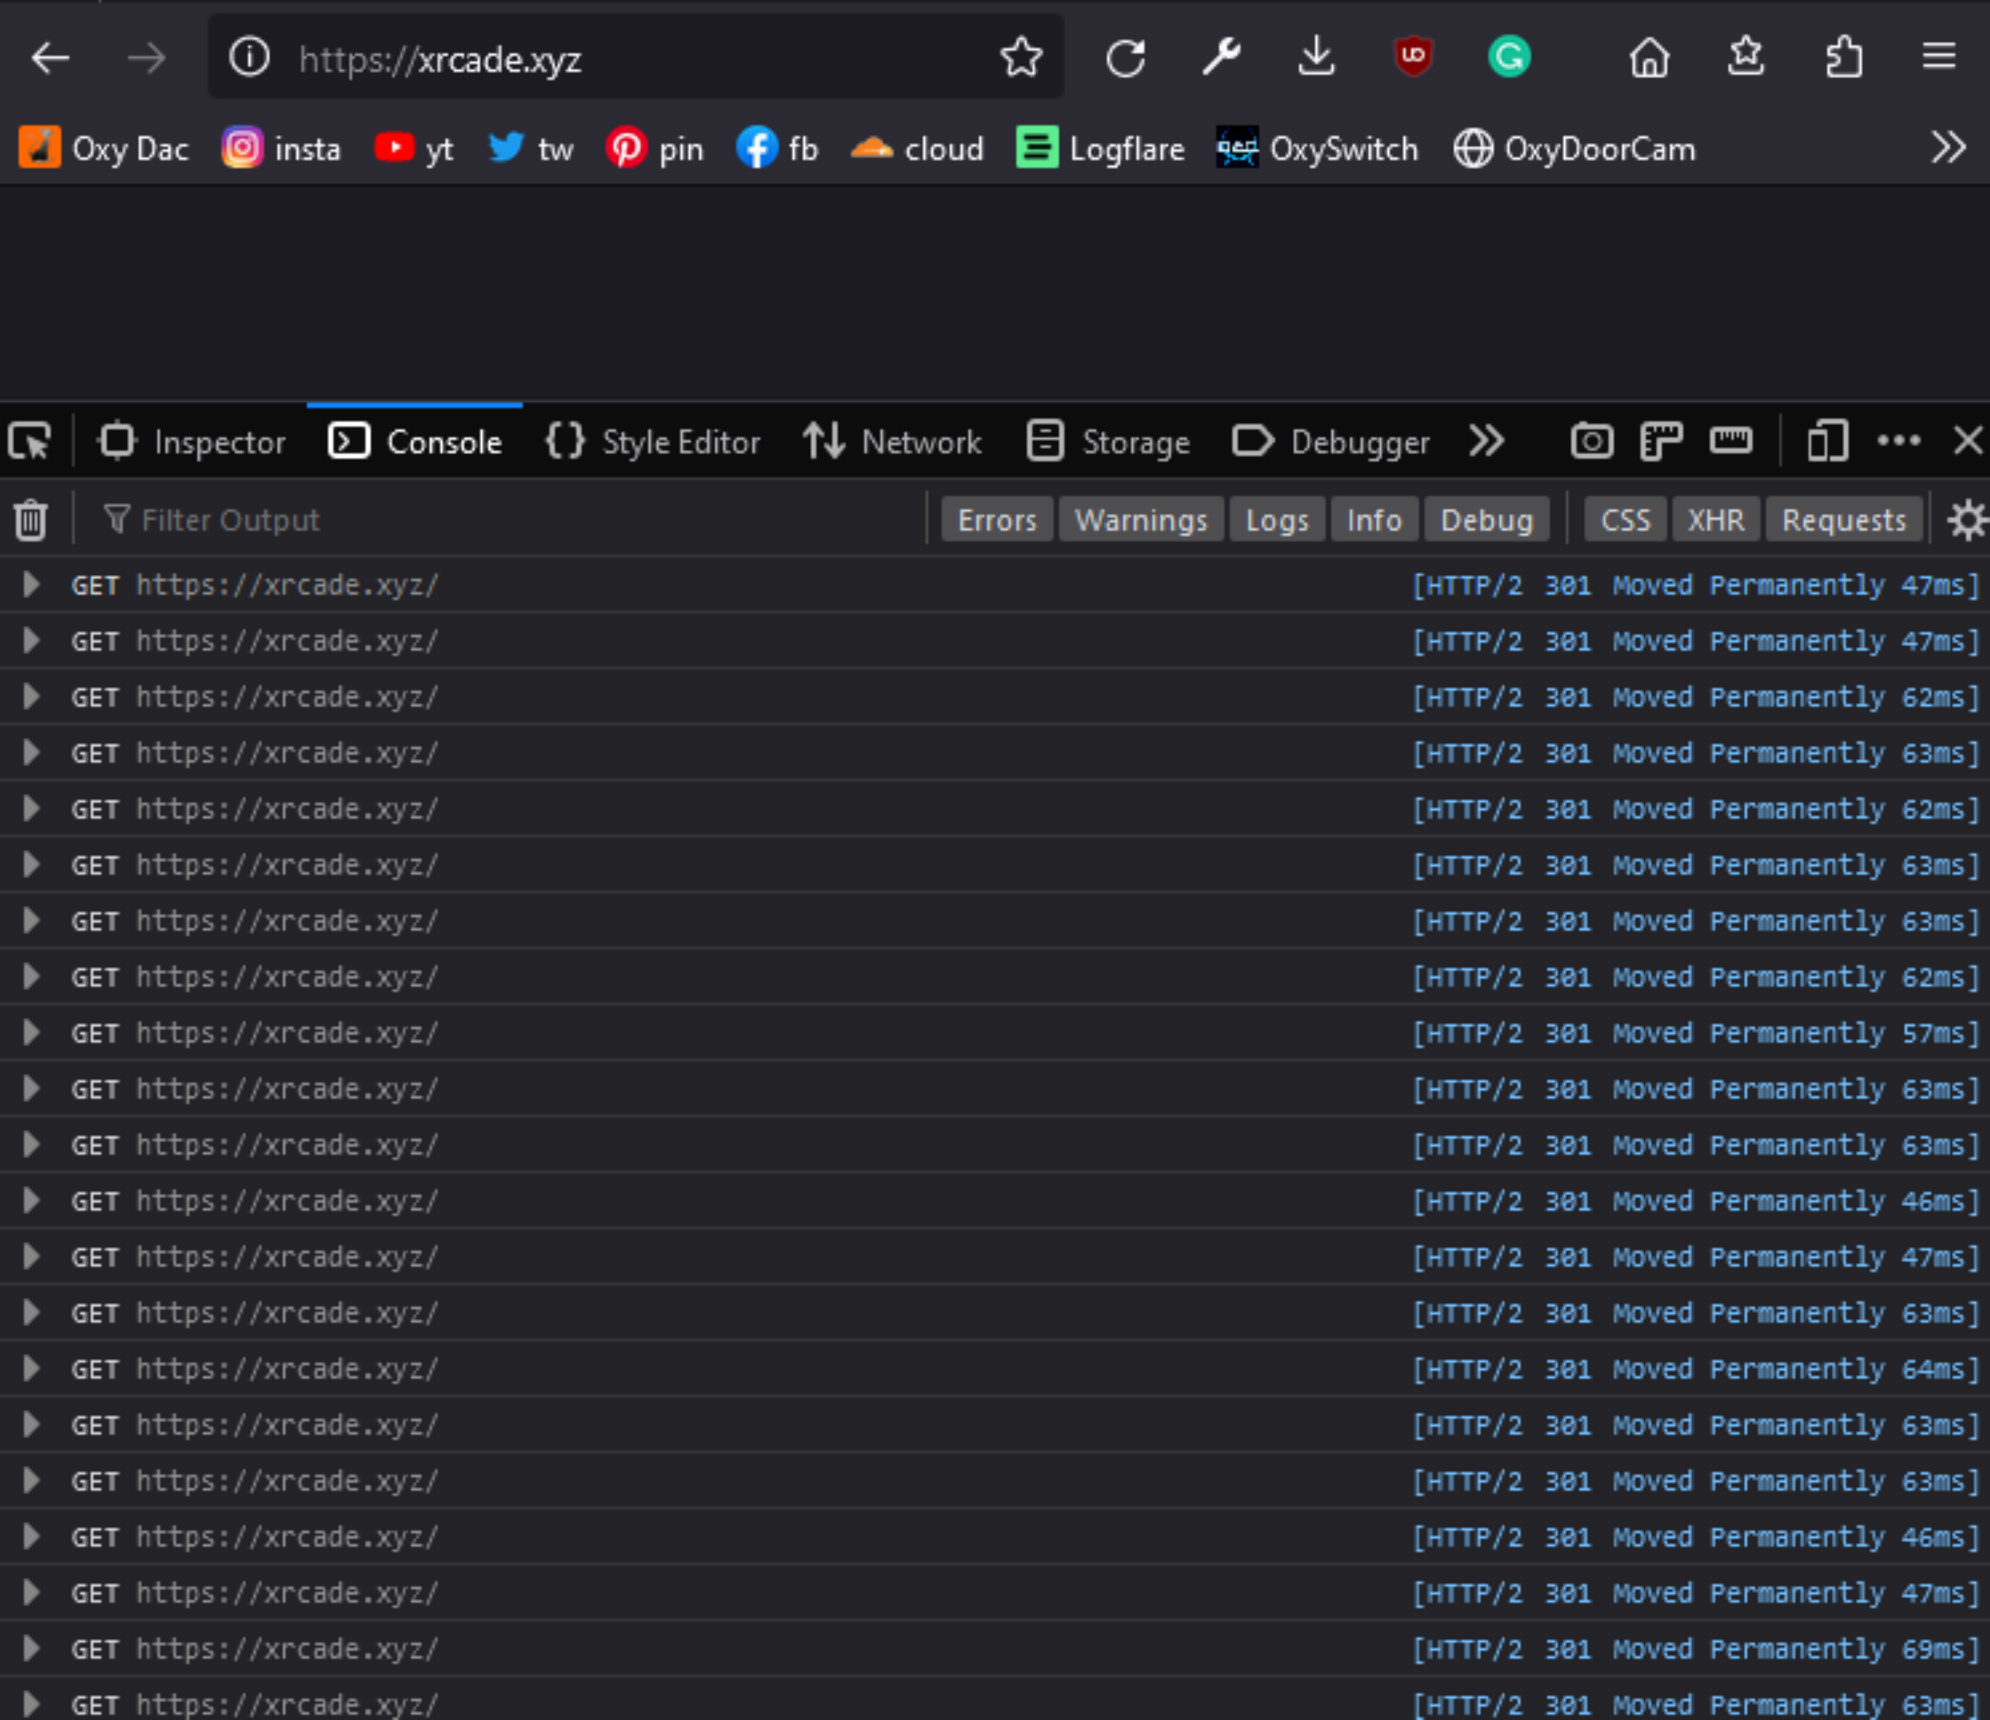 https://xrcade.xyz
Oxy Dac insta yt tw pin fb cloud Logflare OxySwitch OxyDoorCam
Inspector Console Style Editor Network Storage Debugger
Filter Output Errors Warnings Logs Info Debug CSS XHR Requests
GET https://xrcade.xyz/ [HTTP/2 301 Moved Permanently 47ms]
GET https://xrcade.xyz/ [HTTP/2 301 Moved Permanently 47ms]
GET https://xrcade.xyz/ [HTTP/2 301 Moved Permanently 62ms]
GET https://xrcade.xyz/ [HTTP/2 301 Moved Permanently 63ms]
GET https://xrcade.xyz/ [HTTP/2 301 Moved Permanently 62ms]
GET https://xrcade.xyz/ [HTTP/2 301 Moved Permanently 63ms]
GET https://xrcade.xyz/ [HTTP/2 301 Moved Permanently 63ms]
GET https://xrcade.xyz/ [HTTP/2 301 Moved Permanently 62ms]
GET https://xrcade.xyz/ [HTTP/2 301 Moved Permanently 57ms]
GET https://xrcade.xyz/ [HTTP/2 301 Moved Permanently 63ms]
GET https://xrcade.xyz/ [HTTP/2 301 Moved Permanently 63ms]
GET https://xrcade.xyz/ [HTTP/2 301 Moved Permanently 46ms]
GET https://xrcade.xyz/ [HTTP/2 301 Moved Permanently 47ms]
GET https://xrcade.xyz/ [HTTP/2 301 Moved Permanently 63ms]
GET https://xrcade.xyz/ [HTTP/2 301 Moved Permanently 64ms]
GET https://xrcade.xyz/ [HTTP/2 301 Moved Permanently 63ms]
GET https://xrcade.xyz/ [HTTP/2 301 Moved Permanently 63ms]
GET https://xrcade.xyz/ [HTTP/2 301 Moved Permanently 46ms]
GET https://xrcade.xyz/ [HTTP/2 301 Moved Permanently 47ms]
GET https://xrcade.xyz/ [HTTP/2 301 Moved Permanently 69ms]
GET https://xrcade.xyz/ [HTTP/2 301 Moved Permanently 63ms]